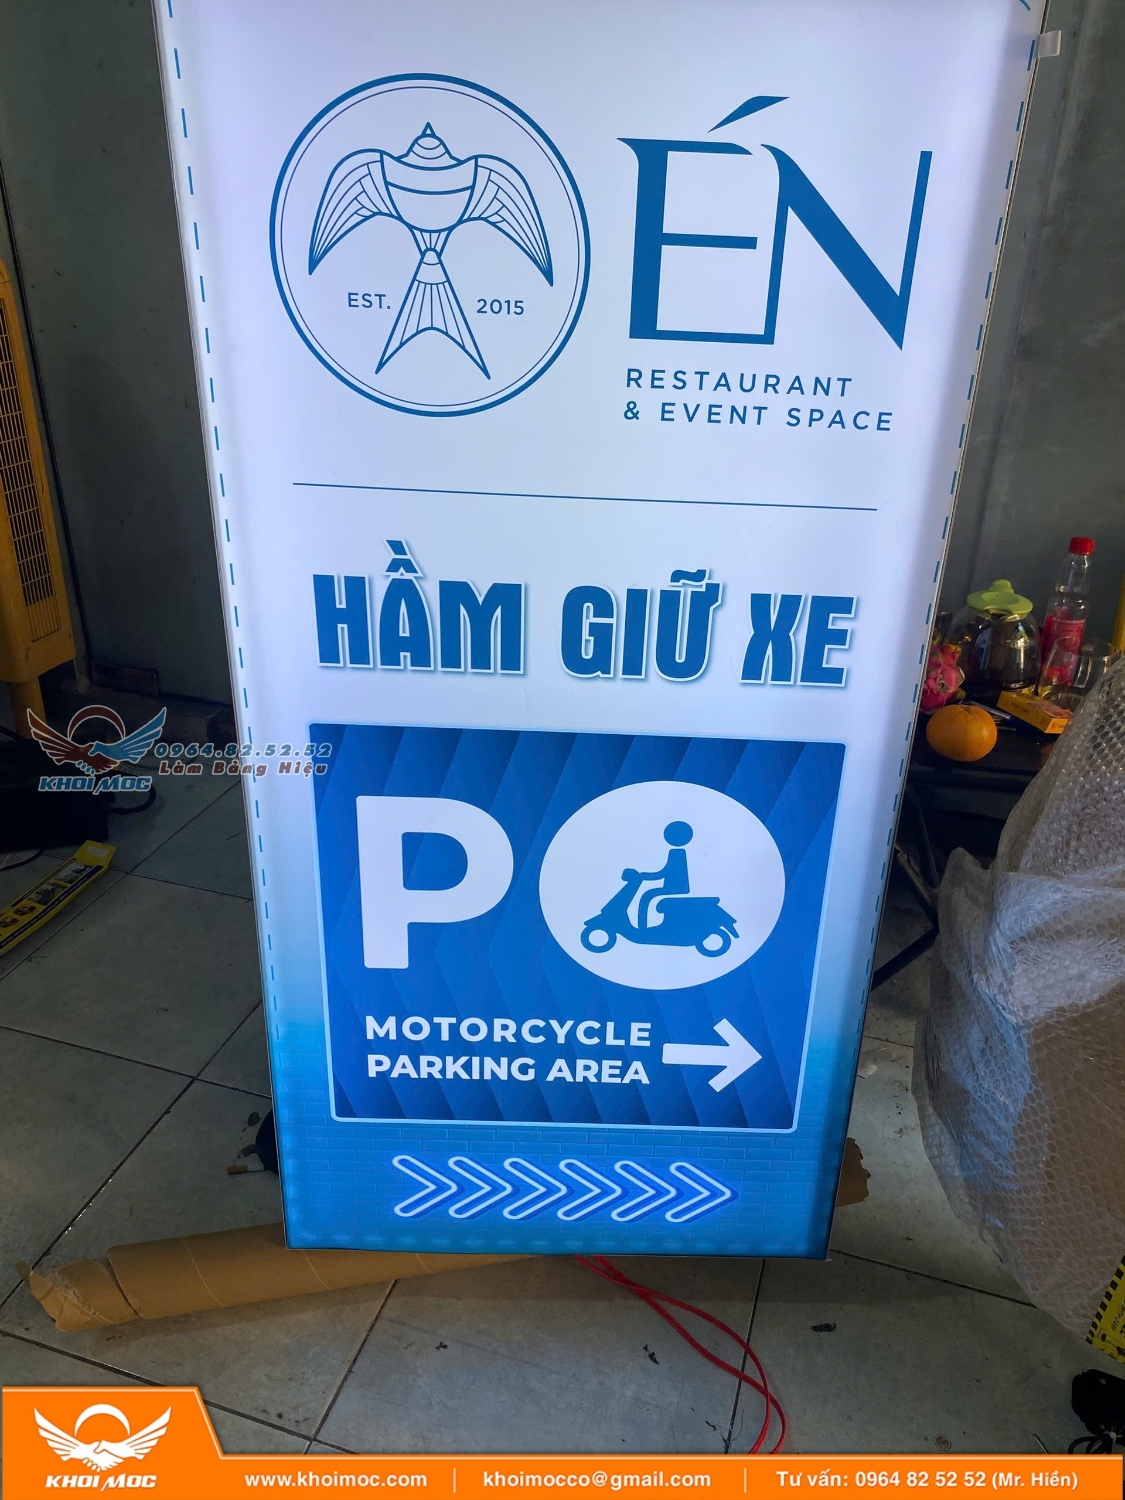 ÉN
EST. 2015
RESTAURANT
& EVENT SPACE
HẦM GIỮ XE
0964.82.52.52
Làm Bảng Hiệu
KHOI MOC
P
MOTORCYCLE
PARKING AREA
KHOI MOC
www.khoimoc.com | khoimocco@gmail.com | Tư vấn: 0964 82 52 52 (Mr. Hiển)